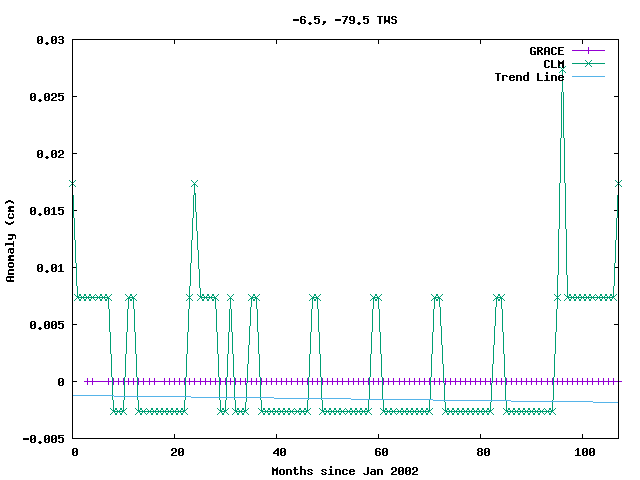 -6.5, -79.5 TWS
GRACE
CLM
Trend Line
0.03
0.025
0.02
0.015
0.01
0.005
0
-0.005
Anomaly (cm)
0 20 40 60 80 100
Months since Jan 2002